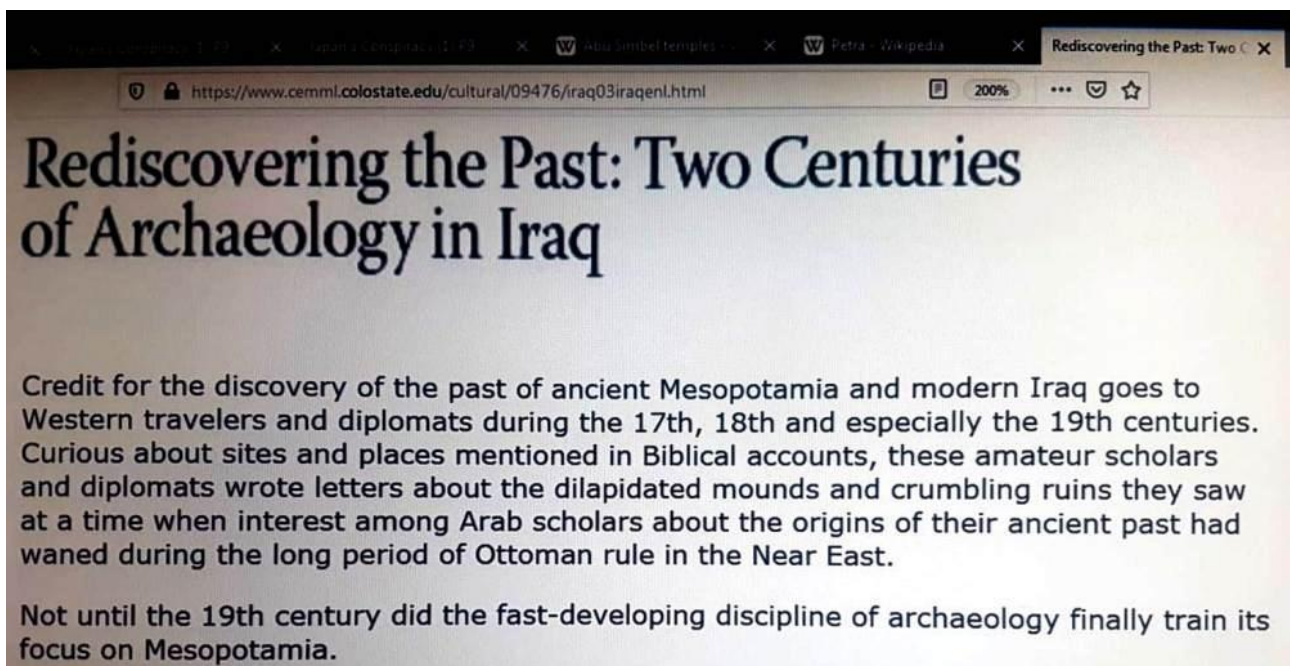 Abu Simbel temples -
Petra - Wikipedia
Rediscovering the Past: Two C
https://www.cemml.colostate.edu/cultural/09476/iraq03iraqenl.html
200%
Rediscovering the Past: Two Centuries
of Archaeology in Iraq
Credit for the discovery of the past of ancient Mesopotamia and modern Iraq goes to
Western travelers and diplomats during the 17th, 18th and especially the 19th centuries.
Curious about sites and places mentioned in Biblical accounts, these amateur scholars
and diplomats wrote letters about the dilapidated mounds and crumbling ruins they saw
at a time when interest among Arab scholars about the origins of their ancient past had
waned during the long period of Ottoman rule in the Near East.
Not until the 19th century did the fast-developing discipline of archaeology finally train its
focus on Mesopotamia.